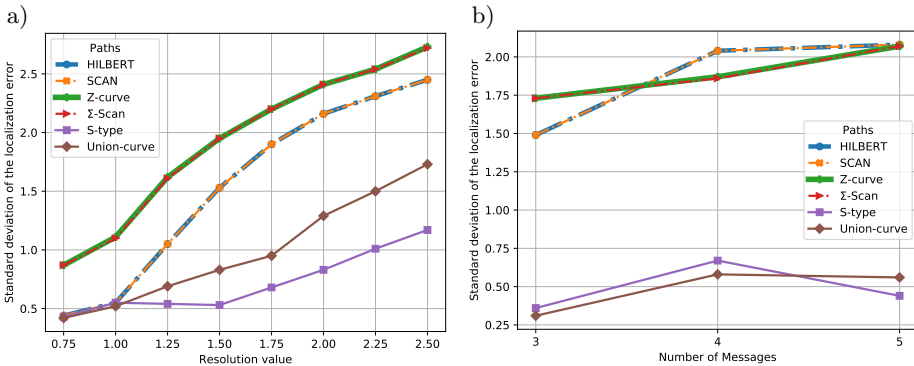 a)
Standard deviation of the localization error
2.5
2.0
1.5
1.0
0.5
Paths
HILBERT
SCAN
Z-curve
Σ-Scan
S-type
Union-curve
0.75 1.00 1.25 1.50 1.75 2.00 2.25 2.50
Resolution value
b)
Standard deviation of the localization error
2.00
1.75
1.50
1.25
1.00
0.75
0.50
0.25
Paths
HILBERT
SCAN
Z-curve
Σ-Scan
S-type
Union-curve
3 4 5
Number of Messages